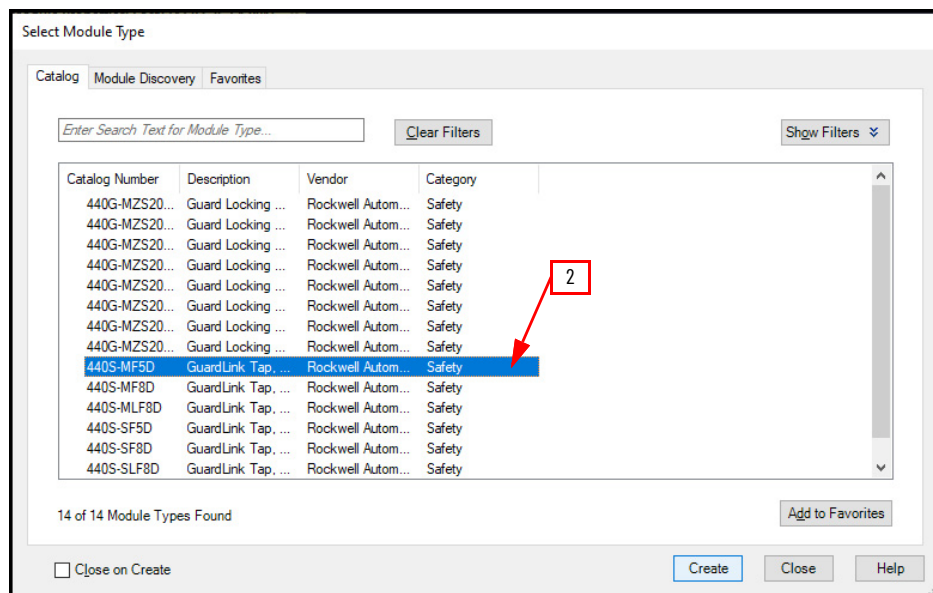 Select Module Type
Catalog Module Discovery Favorites
Enter Search Text for Module Type... Clear Filters Show Filters
Catalog Number Description Vendor Category
440G-MZS20... Guard Locking ... Rockwell Autom... Safety
440G-MZS20... Guard Locking ... Rockwell Autom... Safety
440G-MZS20... Guard Locking ... Rockwell Autom... Safety
440G-MZS20... Guard Locking ... Rockwell Autom... Safety
2
440G-MZS20... Guard Locking ... Rockwell Autom... Safety
440G-MZS20... Guard Locking ... Rockwell Autom... Safety
440G-MZS20... Guard Locking ... Rockwell Autom... Safety
440G-MZS20... Guard Locking ... Rockwell Autom... Safety
440S-MF5D GuardLink Tap, ... Rockwell Autom... Safety
440S-MF8D GuardLink Tap, ... Rockwell Autom... Safety
440S-MLF8D GuardLink Tap, ... Rockwell Autom... Safety
440S-SF5D GuardLink Tap, ... Rockwell Autom... Safety
440S-SF8D GuardLink Tap, ... Rockwell Autom... Safety
440S-SLF8D GuardLink Tap, ... Rockwell Autom... Safety
14 of 14 Module Types Found Add to Favorites
Close on Create Create Close Help